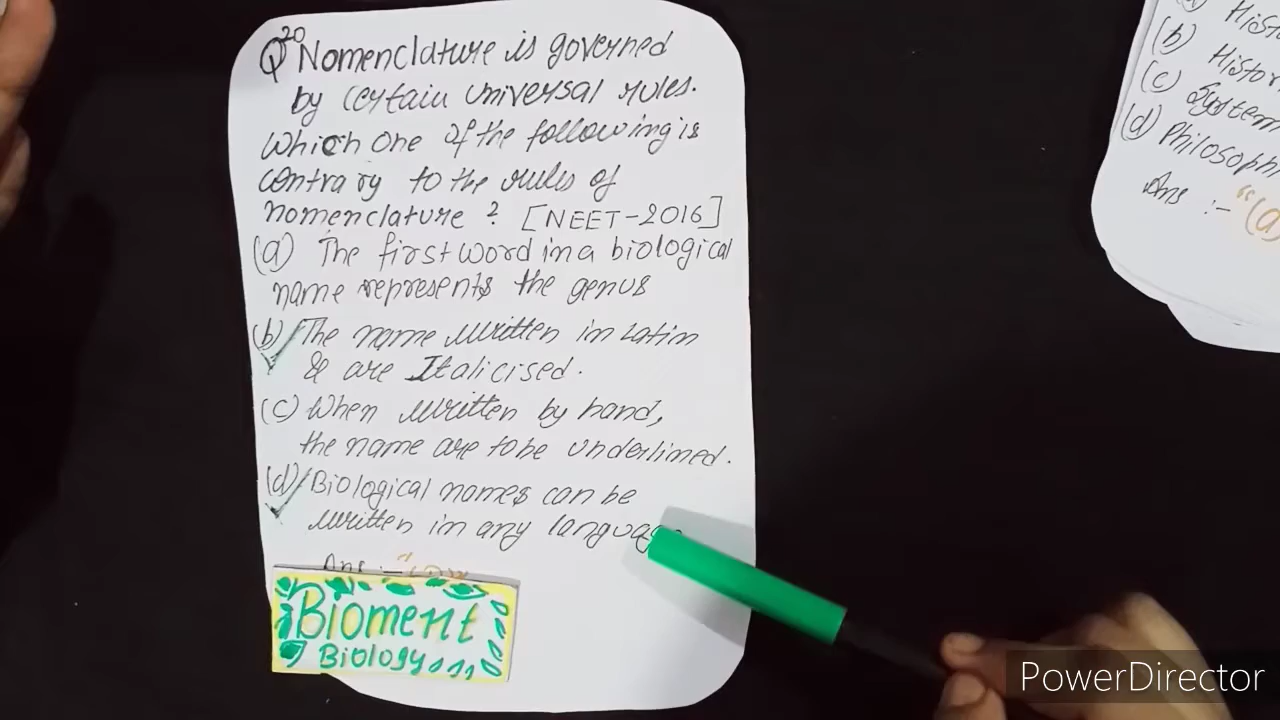 Q20 Nomenclature is governed
by certain universal rules.
Which one of the following is
contrary to the rules of
nomenclature? [NEET-2016]
(a) The first word in a biological
name represents the genus
(b) The name written in Latin
& are Italicised.
(c) When written by hand,
the name are to be underlined.
(d) Biological names can be
written in any language
Ans :-
Bioment
Biology
(b)
(c) System
(d) Philosoph
Ans :- "(a)
PowerDirector